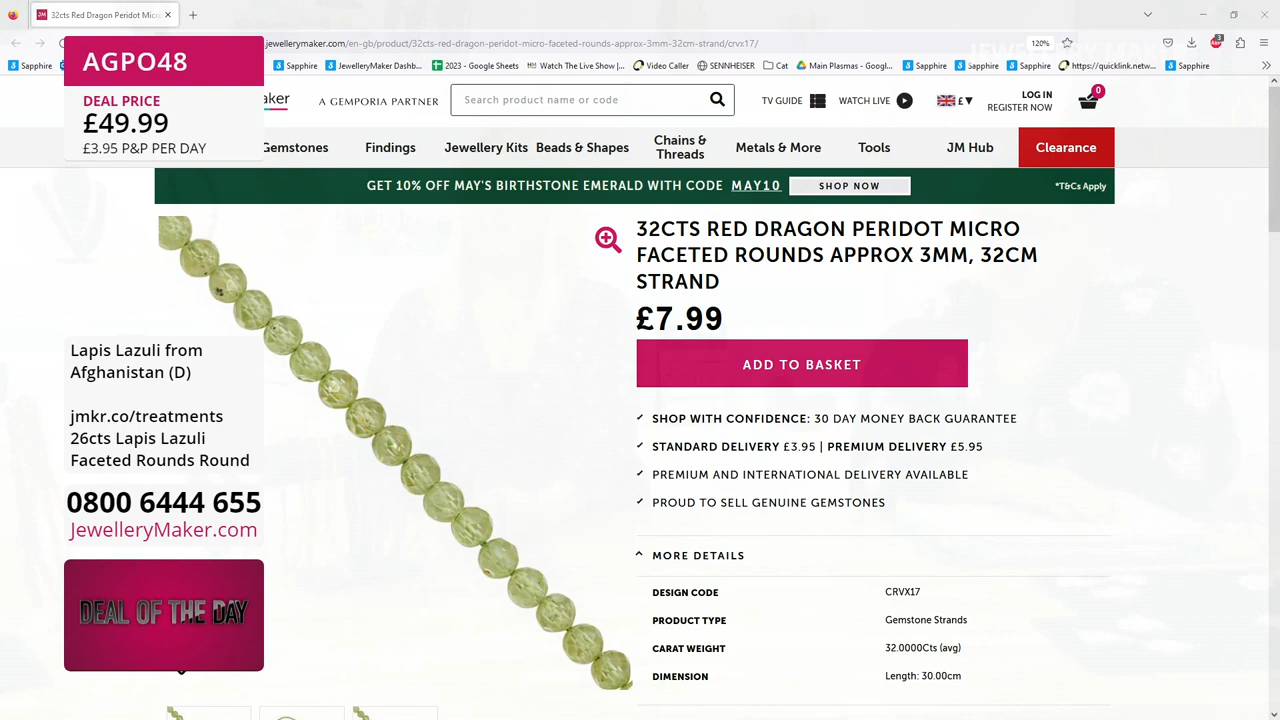 32cts Red Dragon Peridot Micro
AGPO48
DEAL PRICE
£49.99
£3.95 P&P PER DAY
jewellerymaker.com/en-gb/product/32cts-red-dragon-peridot-micro-faceted-rounds-approx-3mm-32cm-strand/crvx17/
120%
3
JEWELLERY MAKER
Sapphire
Sapphire
JewelleryMaker Dashb...
2023 - Google Sheets
Watch The Live Show |...
Video Caller
SENNHEISER
Cat
Main Plasmas - Googl...
Sapphire
Sapphire
Sapphire
https://quicklink.netw...
Sapphire
aker
A GEMPORIA PARTNER
Search product name or code
TV GUIDE
WATCH LIVE
£
LOG IN
REGISTER NOW
0
Gemstones
Findings
Jewellery Kits
Beads & Shapes
Chains &
Threads
Metals & More
Tools
JM Hub
Clearance
GET 10% OFF MAY'S BIRTHSTONE EMERALD WITH CODE MAY10
SHOP NOW
*T&Cs Apply
32CTS RED DRAGON PERIDOT MICRO
FACETED ROUNDS APPROX 3MM, 32CM
STRAND
£7.99
ADD TO BASKET
SHOP WITH CONFIDENCE: 30 DAY MONEY BACK GUARANTEE
STANDARD DELIVERY £3.95 | PREMIUM DELIVERY £5.95
PREMIUM AND INTERNATIONAL DELIVERY AVAILABLE
PROUD TO SELL GENUINE GEMSTONES
MORE DETAILS
DESIGN CODE CRVX17
PRODUCT TYPE Gemstone Strands
CARAT WEIGHT 32.0000Cts (avg)
DIMENSION Length: 30.00cm
Lapis Lazuli from
Afghanistan (D)
jmkr.co/treatments
26cts Lapis Lazuli
Faceted Rounds Round
0800 6444 655
JewelleryMaker.com
DEAL OF THE DAY